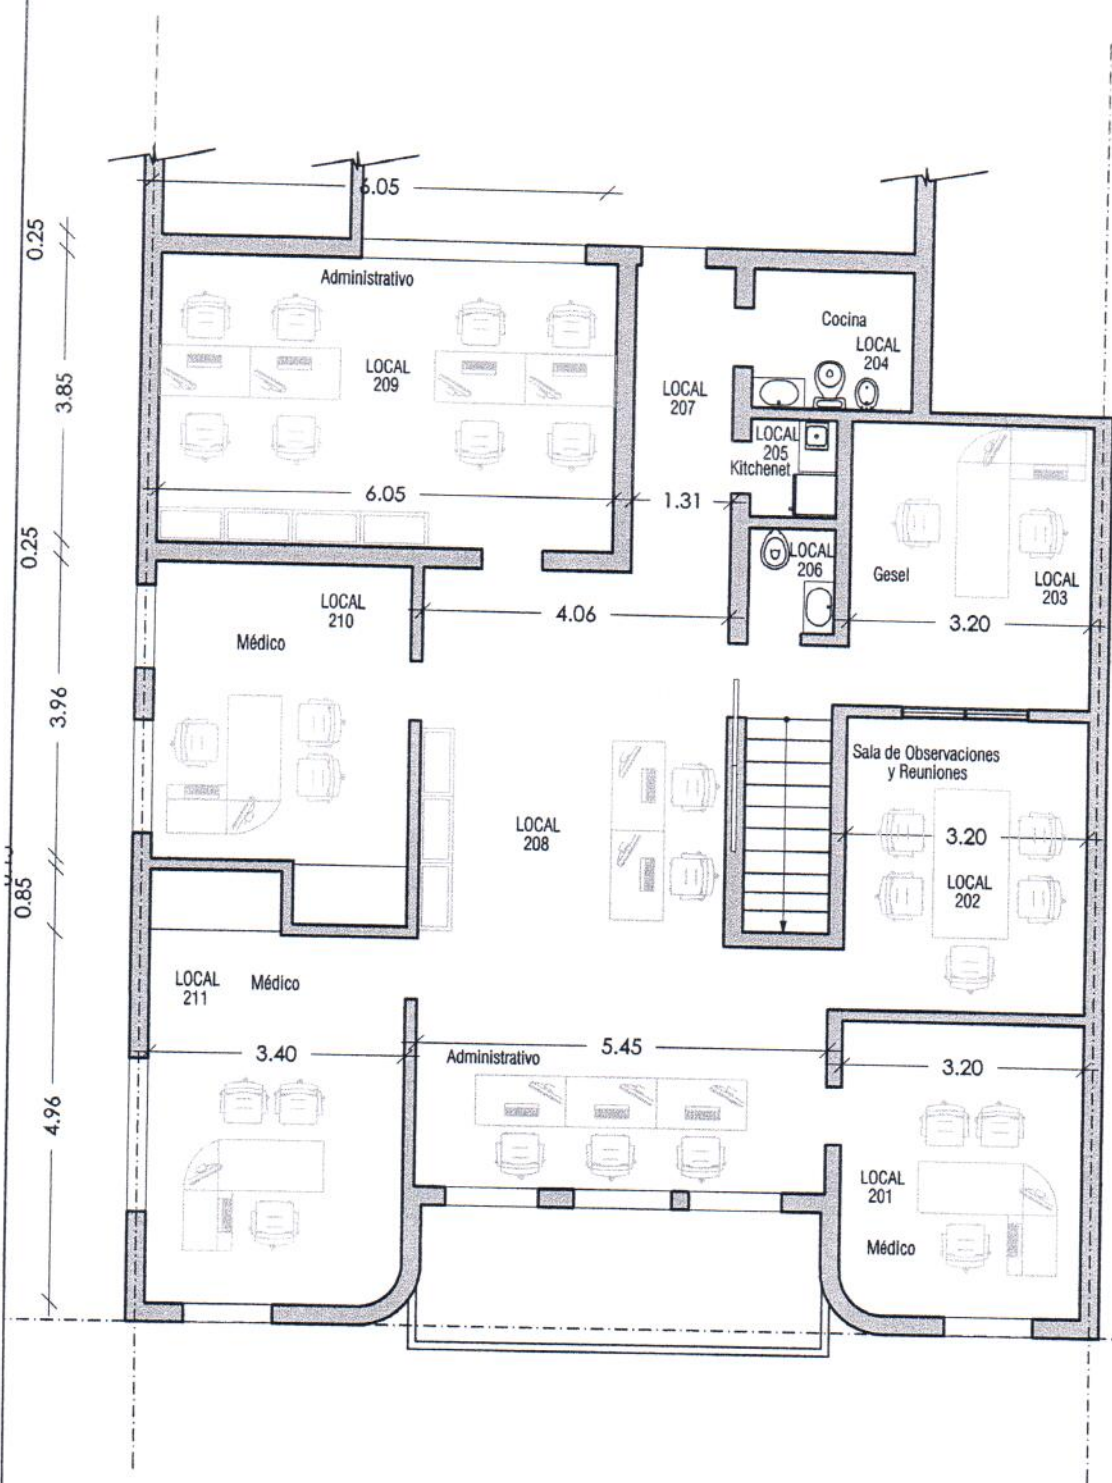 6.05
0.25
Administrativo
3.85
LOCAL
209
Cocina
LOCAL
204
LOCAL
207
LOCAL
205
Kitchenet
6.05
1.31
0.25
LOCAL
206
Gesel
LOCAL
203
LOCAL
210
4.06
3.20
Médico
3.96
Sala de Observaciones
y Reuniones
LOCAL
208
3.20
LOCAL
202
0.85
LOCAL
211
Médico
3.40
5.45
Administrativo
3.20
4.96
LOCAL
201
Médico